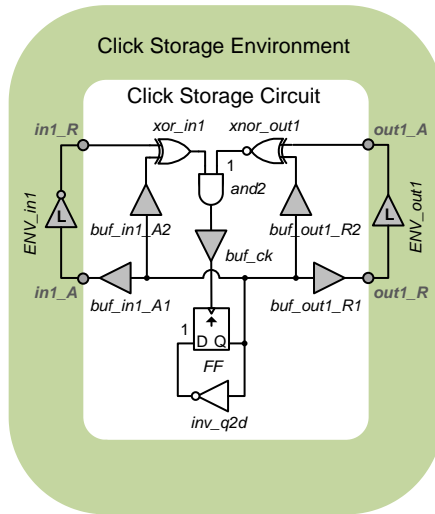 Click Storage Environment
Click Storage Circuit
in1_R
xor_in1
xnor_out1
out1_A
1
and2
ENV_in1
L
buf_in1_A2
buf_out1_R2
L
ENV_out1
buf_ck
in1_A
buf_in1_A1
buf_out1_R1
out1_R
1
D Q
FF
inv_q2d